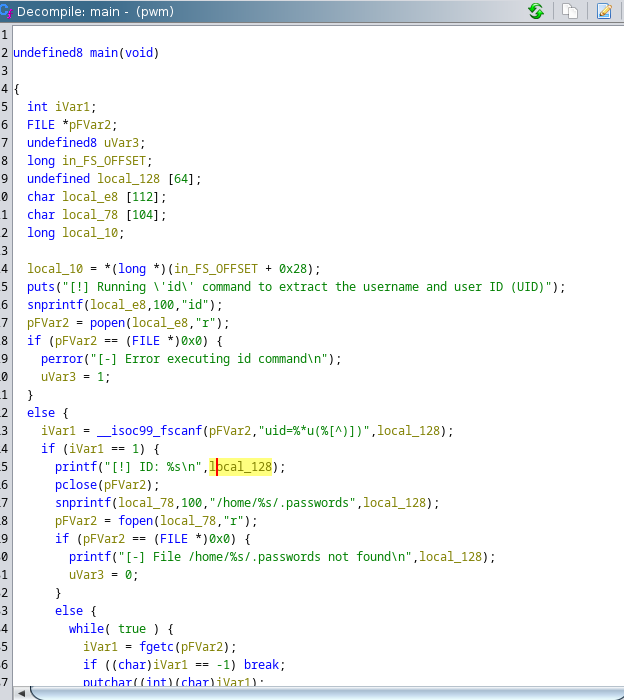 Decompile: main - (pwm)
1
2 undefined8 main(void)
3
4 {
5 int iVar1;
6 FILE *pFVar2;
7 undefined8 uVar3;
8 long in_FS_OFFSET;
9 undefined local_128 [64];
0 char local_e8 [112];
1 char local_78 [104];
2 long local_10;
3
4 local_10 = *(long *)(in_FS_OFFSET + 0x28);
5 puts("[!] Running \'id\' command to extract the username and user ID (UID)");
6 snprintf(local_e8,100,"id");
7 pFVar2 = popen(local_e8,"r");
8 if (pFVar2 == (FILE *)0x0) {
9 perror("[-] Error executing id command\n");
0 uVar3 = 1;
1 }
2 else {
3 iVar1 = __isoc99_fscanf(pFVar2,"uid=%*u(%[^)])",local_128);
4 if (iVar1 == 1) {
5 printf("[!] ID: %s\n",local_128);
6 pclose(pFVar2);
7 snprintf(local_78,100,"/home/%s/.passwords",local_128);
8 pFVar2 = fopen(local_78,"r");
9 if (pFVar2 == (FILE *)0x0) {
0 printf("[-] File /home/%s/.passwords not found\n",local_128);
1 uVar3 = 0;
2 }
3 else {
4 while( true ) {
5 iVar1 = fgetc(pFVar2);
6 if ((char)iVar1 == -1) break;
7 putchar((int)(char)iVar1);